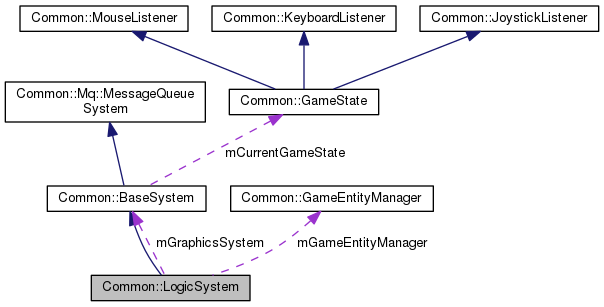 Common::MouseListener
Common::KeyboardListener
Common::JoystickListener
Common::Mq::MessageQueue
System
Common::GameState
mCurrentGameState
Common::BaseSystem
Common::GameEntityManager
mGraphicsSystem
mGameEntityManager
Common::LogicSystem